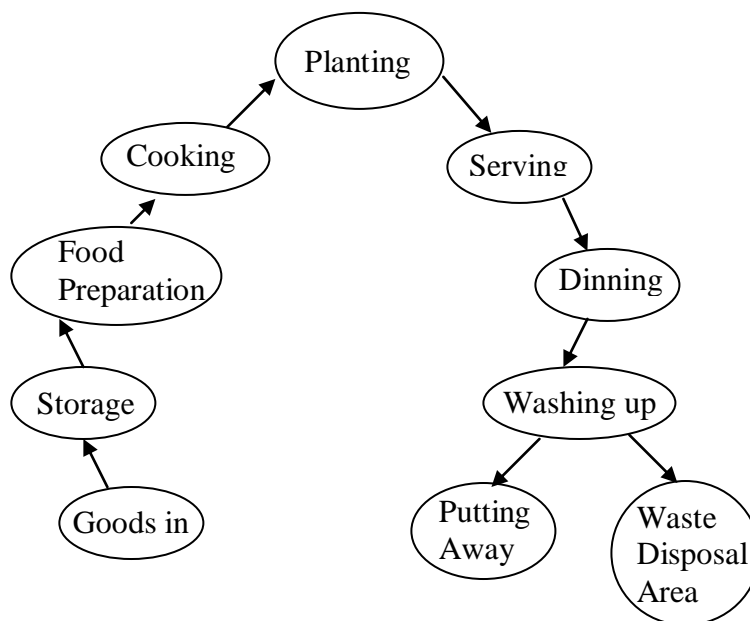 Planting
Cooking
Serving
Food
Preparation
Dinning
Storage
Washing up
Goods in
Putting
Away
Waste
Disposal
Area